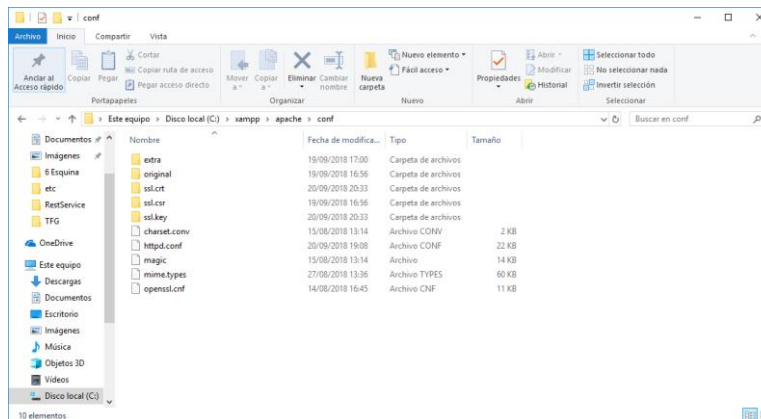 conf
Archivo Inicio Compartir Vista
Anclar al Acceso rápido
Copiar
Pegar
Cortar
Copiar ruta de acceso
Pegar acceso directo
Portapapeles
Mover a
Copiar a
Eliminar
Cambiar nombre
Organizar
Nueva carpeta
Nuevo elemento
Fácil acceso
Nuevo
Propiedades
Abrir
Modificar
Historial
Abrir
Seleccionar todo
No seleccionar nada
Invertir selección
Seleccionar
Este equipo > Disco local (C:) > xampp > apache > conf
Buscar en conf
Documentos
Imágenes
6 Esquina
etc
RestService
TFG
OneDrive
Este equipo
Descargas
Documentos
Escritorio
Imágenes
Música
Objetos 3D
Vídeos
Disco local (C:)
Nombre Fecha de modifica... Tipo Tamaño
extra 19/09/2018 17:00 Carpeta de archivos
original 19/09/2018 16:56 Carpeta de archivos
ssl.crt 20/09/2018 20:33 Carpeta de archivos
ssl.csr 19/09/2018 16:56 Carpeta de archivos
ssl.key 20/09/2018 20:33 Carpeta de archivos
charset.conv 15/08/2018 13:14 Archivo CONV 2 KB
httpd.conf 20/09/2018 19:08 Archivo CONF 22 KB
magic 15/08/2018 13:14 Archivo 14 KB
mime.types 27/08/2018 13:36 Archivo TYPES 60 KB
openssl.cnf 14/08/2018 16:45 Archivo CNF 11 KB
10 elementos